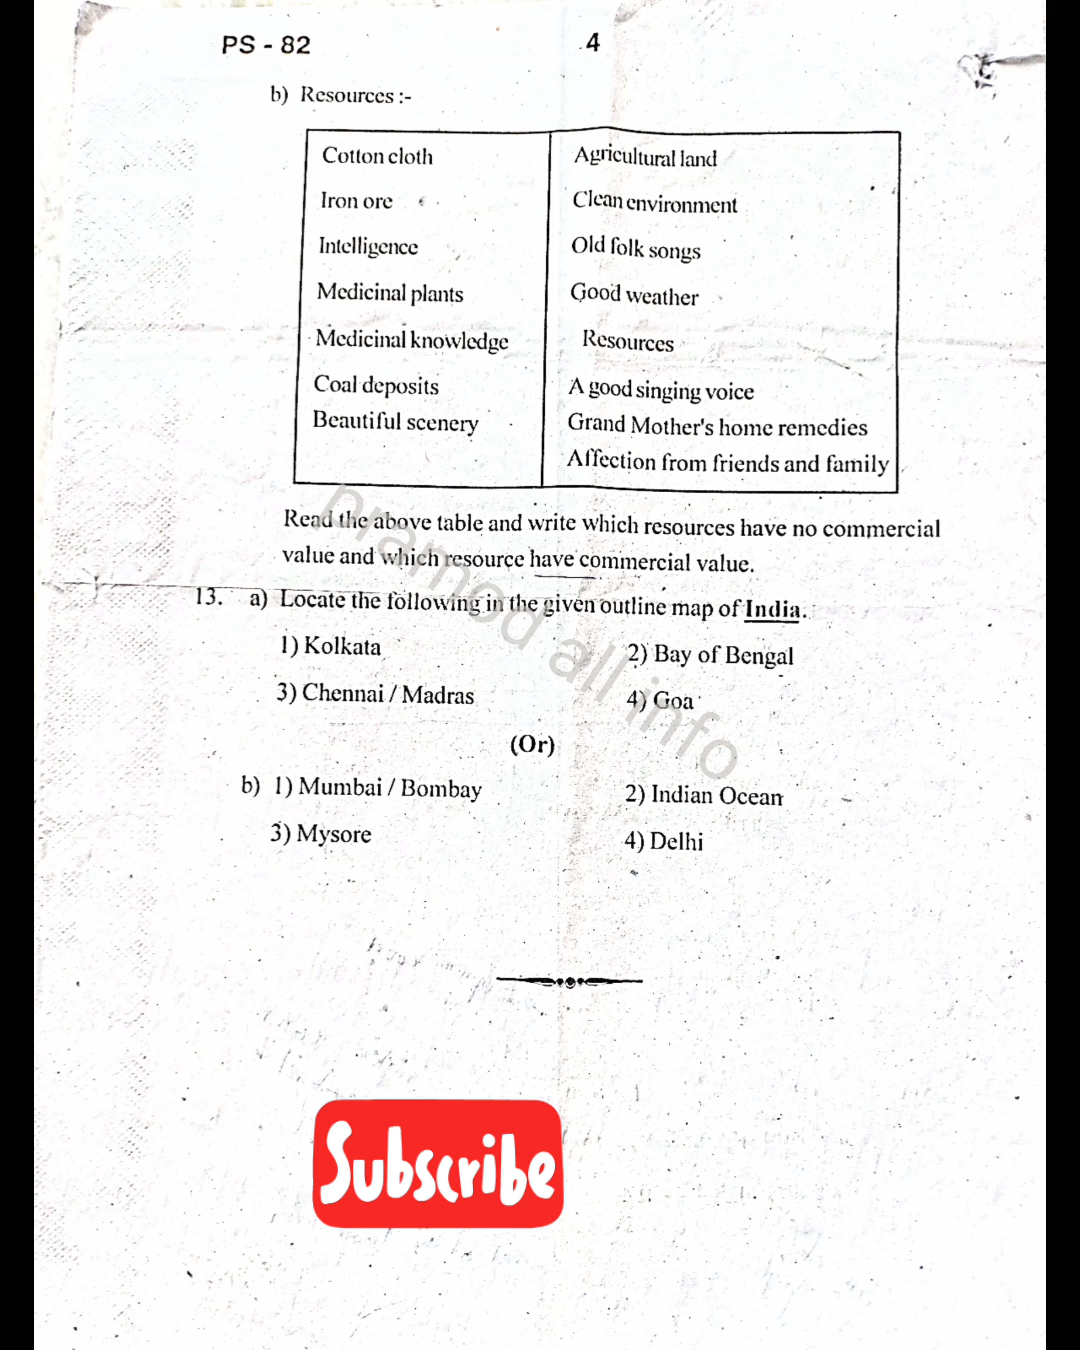 PS - 82
4
b) Resources :-
Cotton cloth
Agricultural land
Iron ore
Clean environment
Intelligence
Old folk songs
Medicinal plants
Good weather
Medicinal knowledge
Resources
Coal deposits
A good singing voice
Beautiful scenery
Grand Mother's home remedies
Affection from friends and family
Read the above table and write which resources have no commercial
value and which resource have commercial value.
13. a) Locate the following in the given outline map of India.
1) Kolkata
2) Bay of Bengal
3) Chennai / Madras
4) Goa
(Or)
b) 1) Mumbai / Bombay
2) Indian Ocean
3) Mysore
4) Delhi
pramod all info
Subscribe